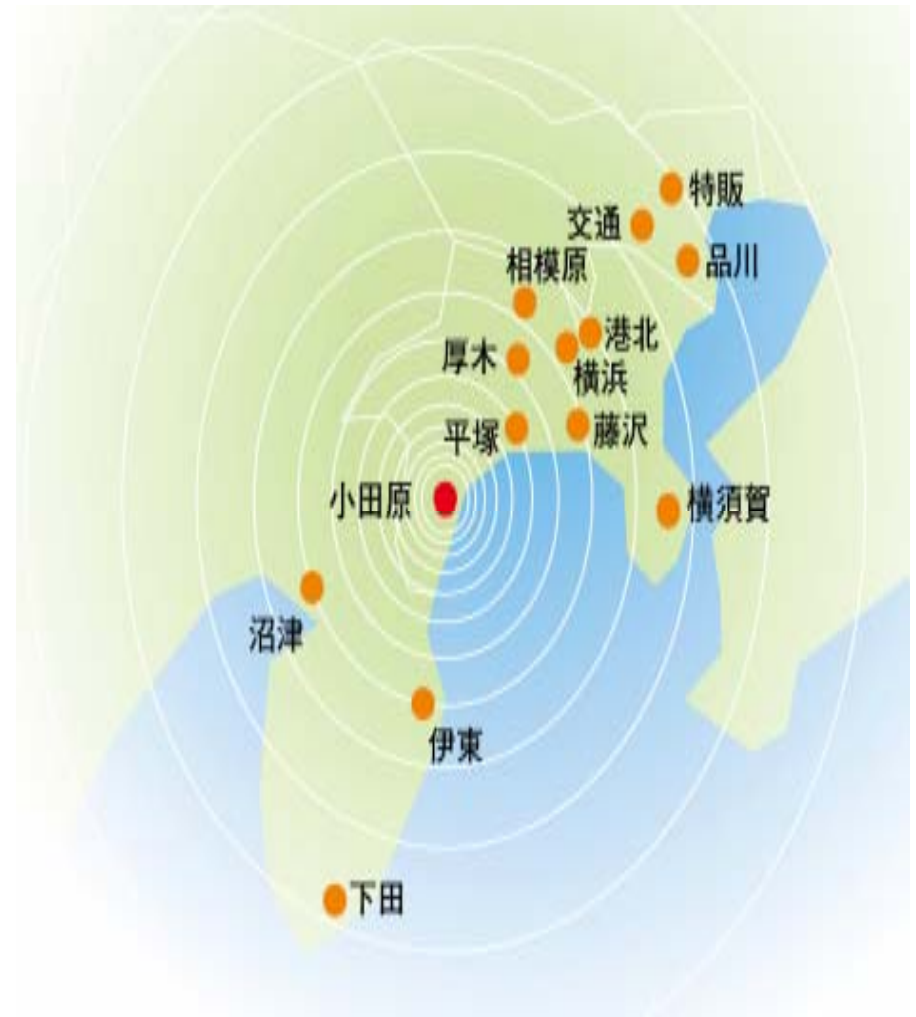 特販
交通
品川
相模原
港北
厚木
横浜
藤沢
平塚
小田原
横須賀
沼津
伊東
下田